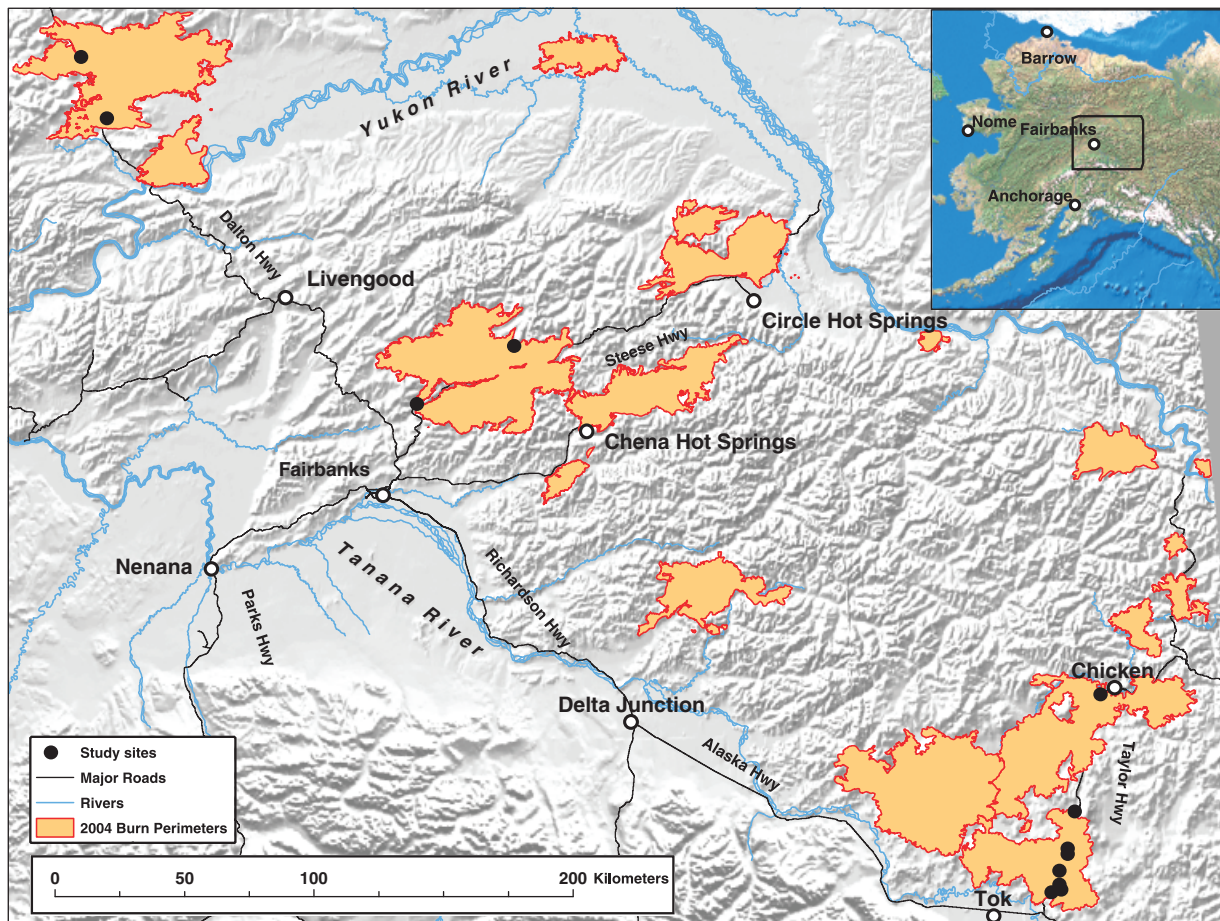 Yukon River
Barrow
Nome
Fairbanks
Anchorage
Dalton Hwy
Livengood
Circle Hot Springs
Steese Hwy
Chena Hot Springs
Fairbanks
Nenana
Tanana River
Richardson Hwy
Parks Hwy
Chicken
Delta Junction
Alaska Hwy
Taylor Hwy
Study sites
Major Roads
Rivers
2004 Burn Perimeters
0 50 100 200 Kilometers
Tok